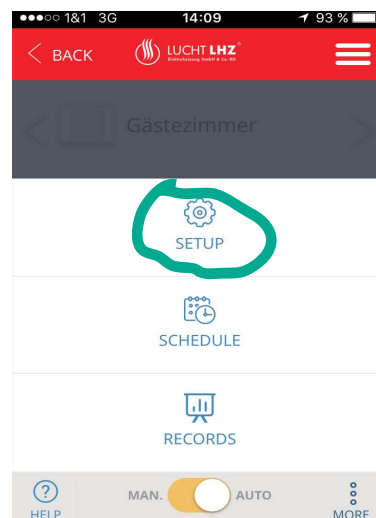 1&1 3G 14:09 93 %
BACK LUCHT LHZ®
Elektroheizung GmbH & Co. KG
Gästezimmer
SETUP
SCHEDULE
RECORDS
MAN. AUTO
HELP MORE